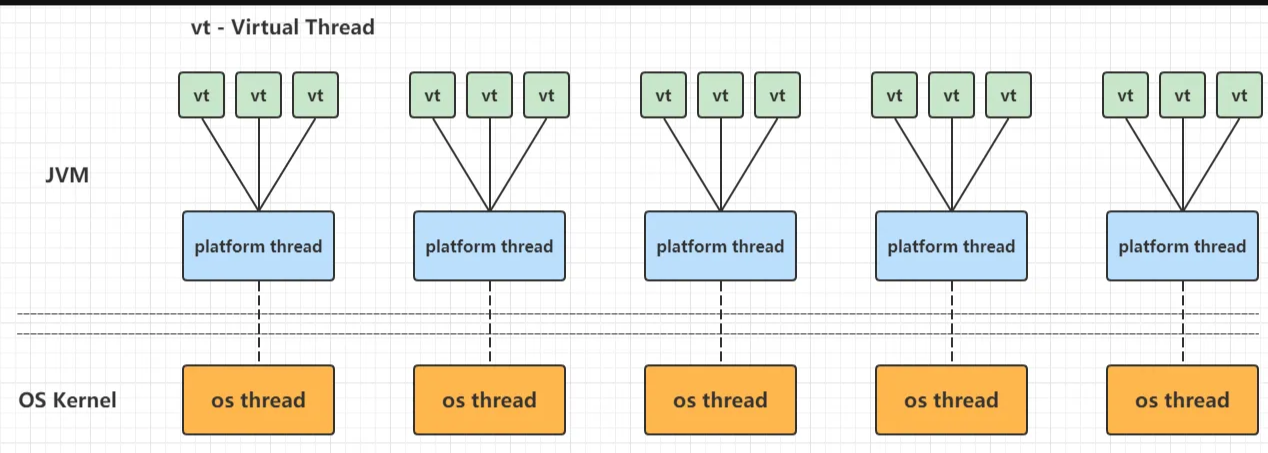 vt - Virtual Thread
vt vt vt vt vt vt vt vt vt vt vt vt vt vt vt
JVM
platform thread platform thread platform thread platform thread platform thread
OS Kernel os thread os thread os thread os thread os thread